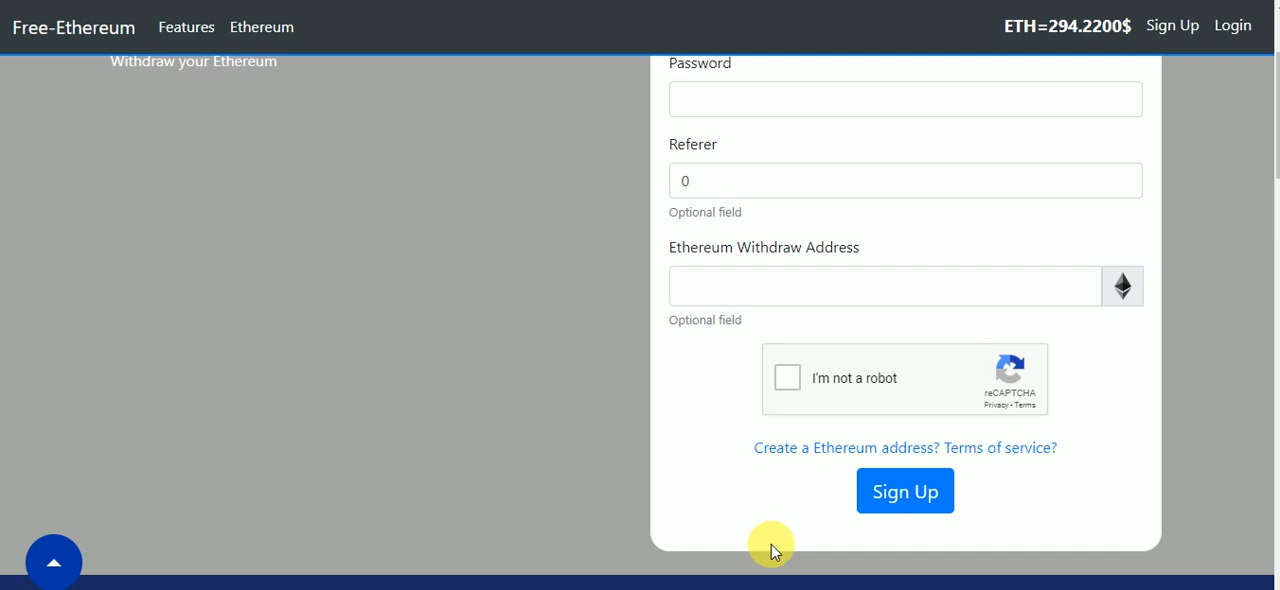 Free-Ethereum Features Ethereum ETH=294.2200$ Sign Up Login
Withdraw your Ethereum
Password
Referer
0
Optional field
Ethereum Withdraw Address
Optional field
I'm not a robot
reCAPTCHA
Privacy - Terms
Create a Ethereum address? Terms of service?
Sign Up